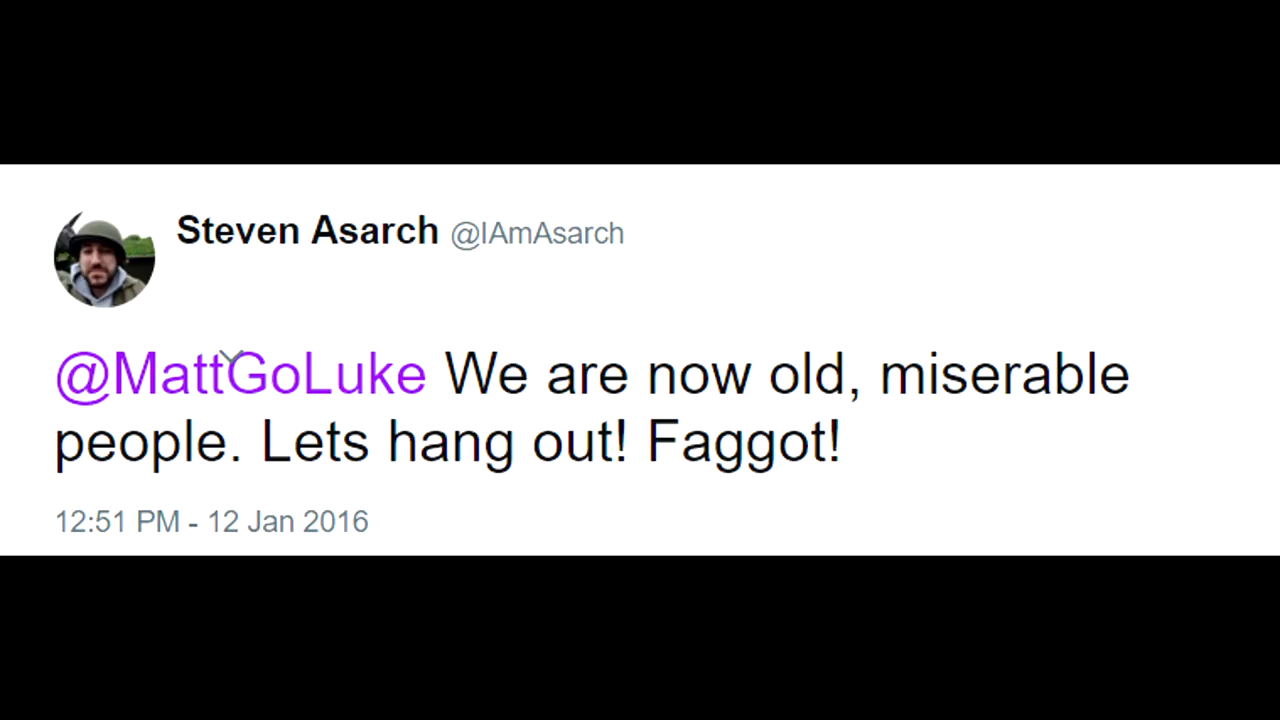 Steven Asarch @IAmAsarch
@MattGoLuke We are now old, miserable
people. Lets hang out! Faggot!
12:51 PM - 12 Jan 2016